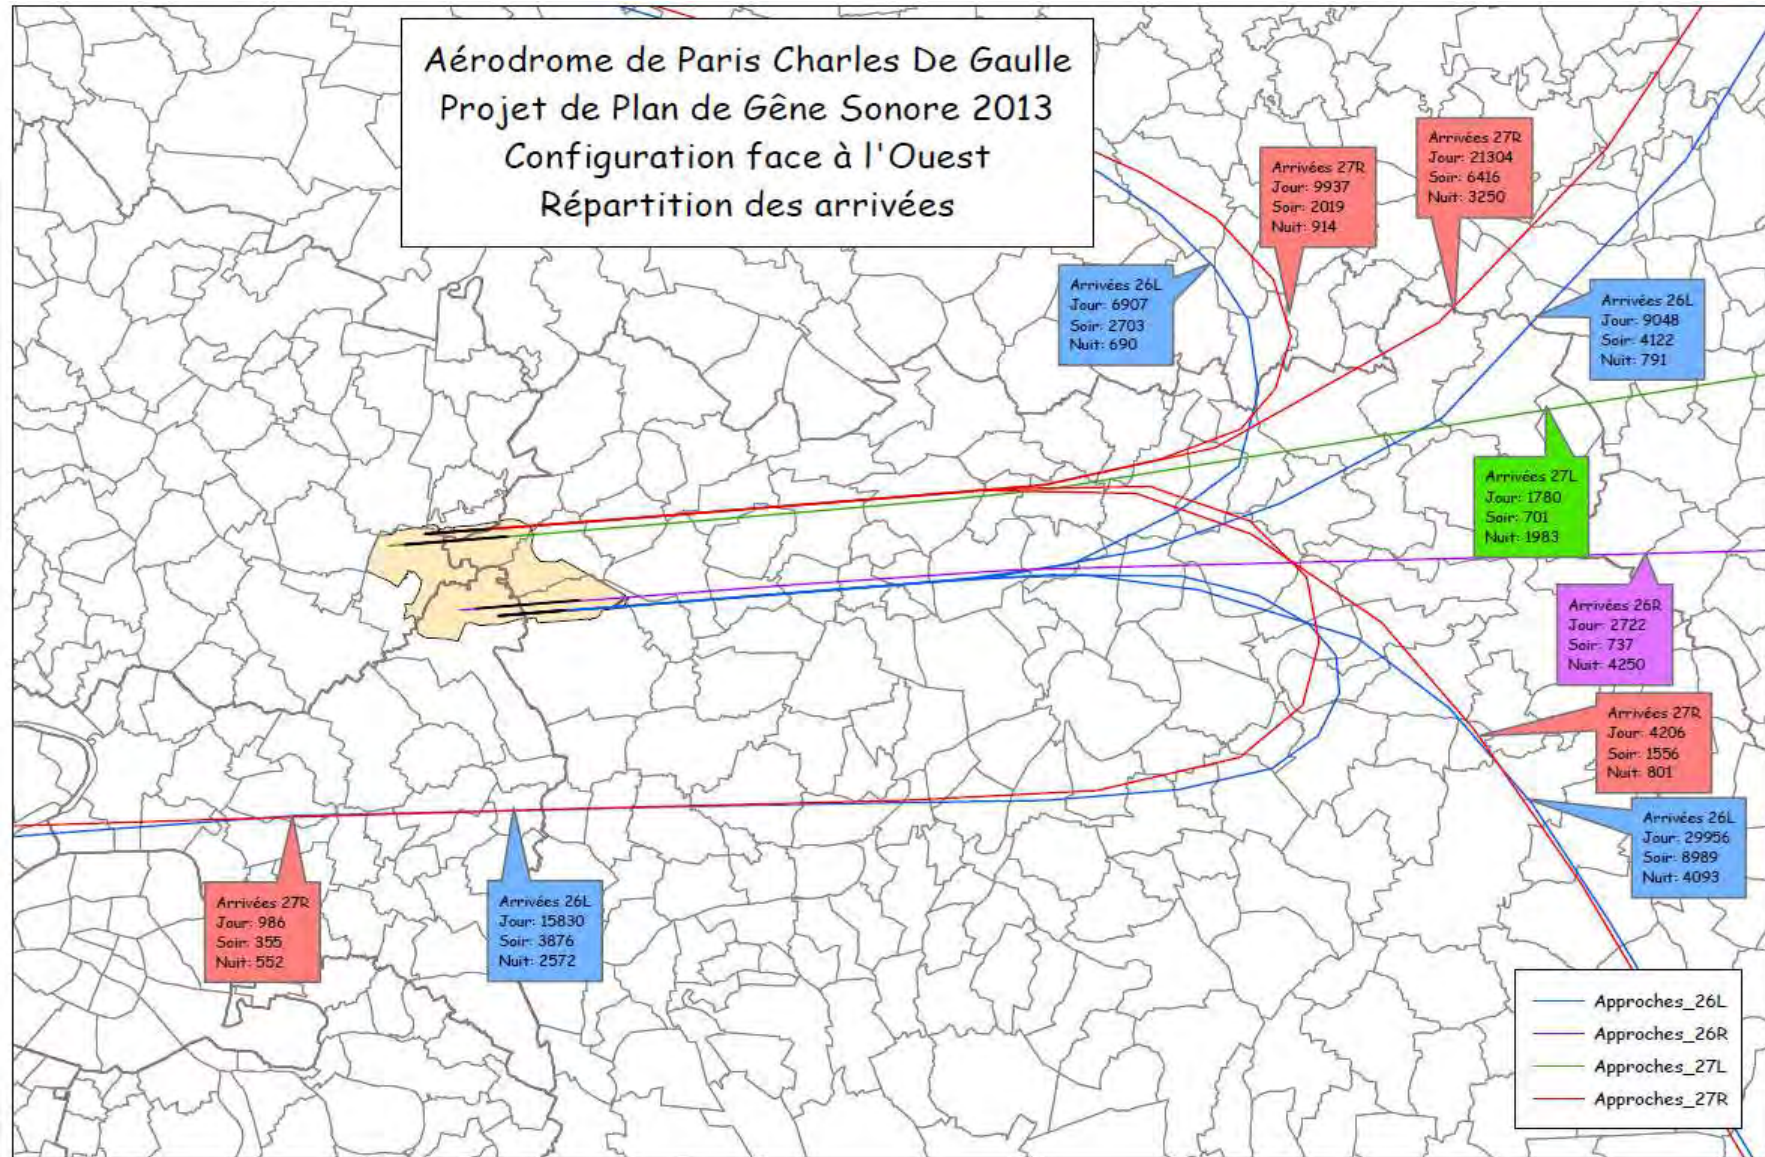 Aérodrome de Paris Charles De Gaulle
Projet de Plan de Gêne Sonore 2013
Configuration face à l'Ouest
Répartition des arrivées
Arrivées 27R
Jour: 21304
Soir: 6416
Nuit: 3250
Arrivées 27R
Jour: 9937
Soir: 2019
Nuit: 914
Arrivées 26L
Jour: 6907
Soir: 2703
Nuit: 690
Arrivées 26L
Jour: 9048
Soir: 4122
Nuit: 791
Arrivées 27L
Jour: 1780
Soir: 701
Nuit: 1983
Arrivées 26R
Jour: 2722
Soir: 737
Nuit: 4250
Arrivées 27R
Jour: 4206
Soir: 1556
Nuit: 801
Arrivées 26L
Jour: 29956
Soir: 8989
Nuit: 4093
Arrivées 27R
Jour: 986
Soir: 355
Nuit: 552
Arrivées 26L
Jour: 15830
Soir: 3876
Nuit: 2572
Approches_26L
Approches_26R
Approches_27L
Approches_27R